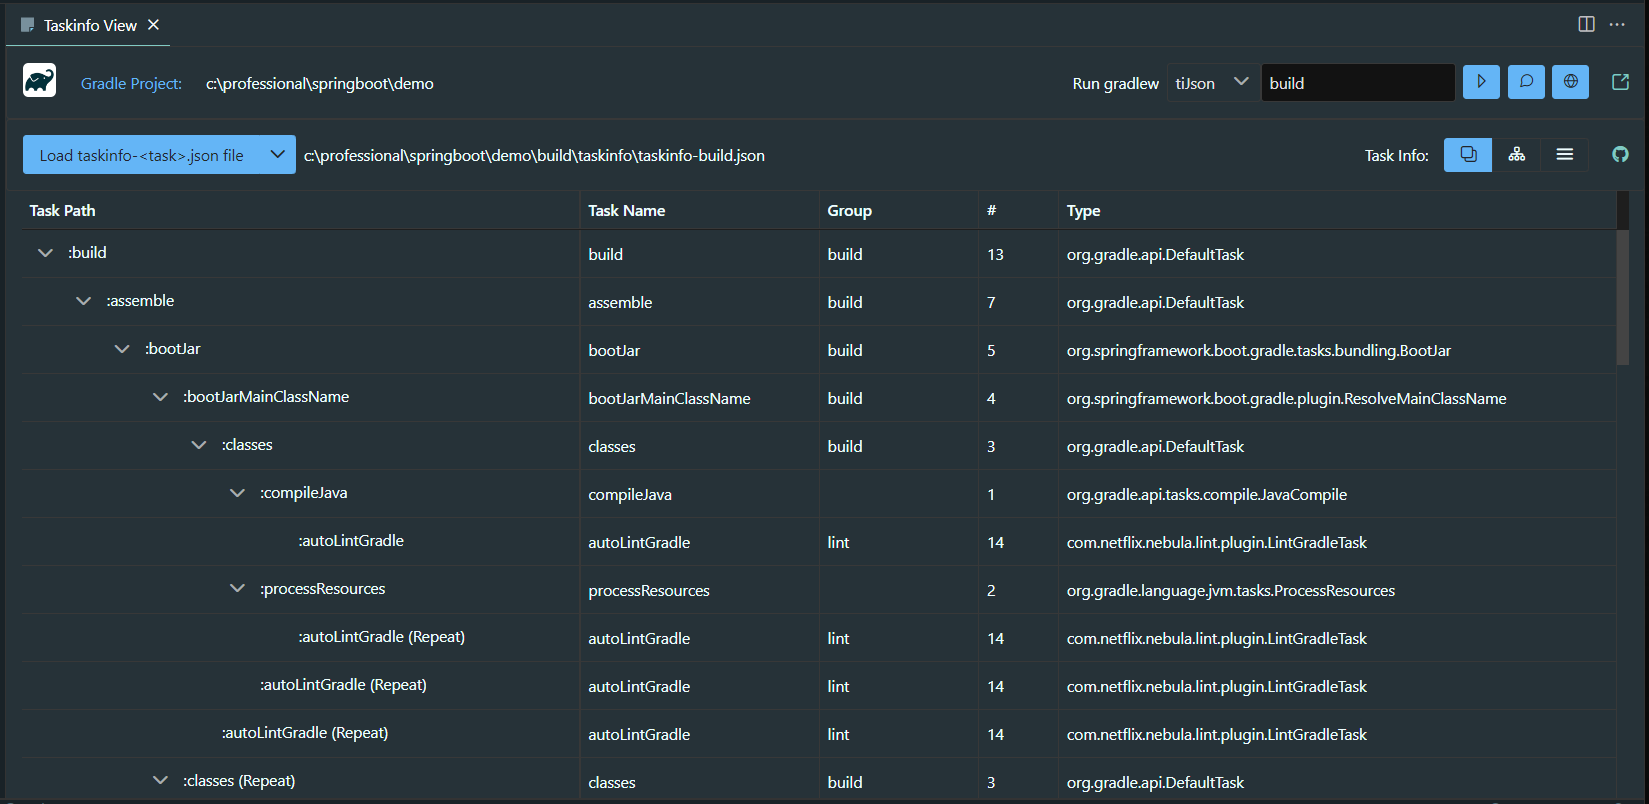 Taskinfo View
Gradle Project: c:\professional\springboot\demo Run gradlew tiJson build
Load taskinfo-<task>.json file c:\professional\springboot\demo\build\taskinfo\taskinfo-build.json Task Info:
Task Path Task Name Group # Type
:build build build 13 org.gradle.api.DefaultTask
:assemble assemble build 7 org.gradle.api.DefaultTask
:bootJar bootJar build 5 org.springframework.boot.gradle.tasks.bundling.BootJar
:bootJarMainClassName bootJarMainClassName build 4 org.springframework.boot.gradle.plugin.ResolveMainClassName
:classes classes build 3 org.gradle.api.DefaultTask
:compileJava compileJava 1 org.gradle.api.tasks.compile.JavaCompile
:autoLintGradle autoLintGradle lint 14 com.netflix.nebula.lint.plugin.LintGradleTask
:processResources processResources 2 org.gradle.language.jvm.tasks.ProcessResources
:autoLintGradle (Repeat) autoLintGradle lint 14 com.netflix.nebula.lint.plugin.LintGradleTask
:autoLintGradle (Repeat) autoLintGradle lint 14 com.netflix.nebula.lint.plugin.LintGradleTask
:autoLintGradle (Repeat) autoLintGradle lint 14 com.netflix.nebula.lint.plugin.LintGradleTask
:classes (Repeat) classes build 3 org.gradle.api.DefaultTask